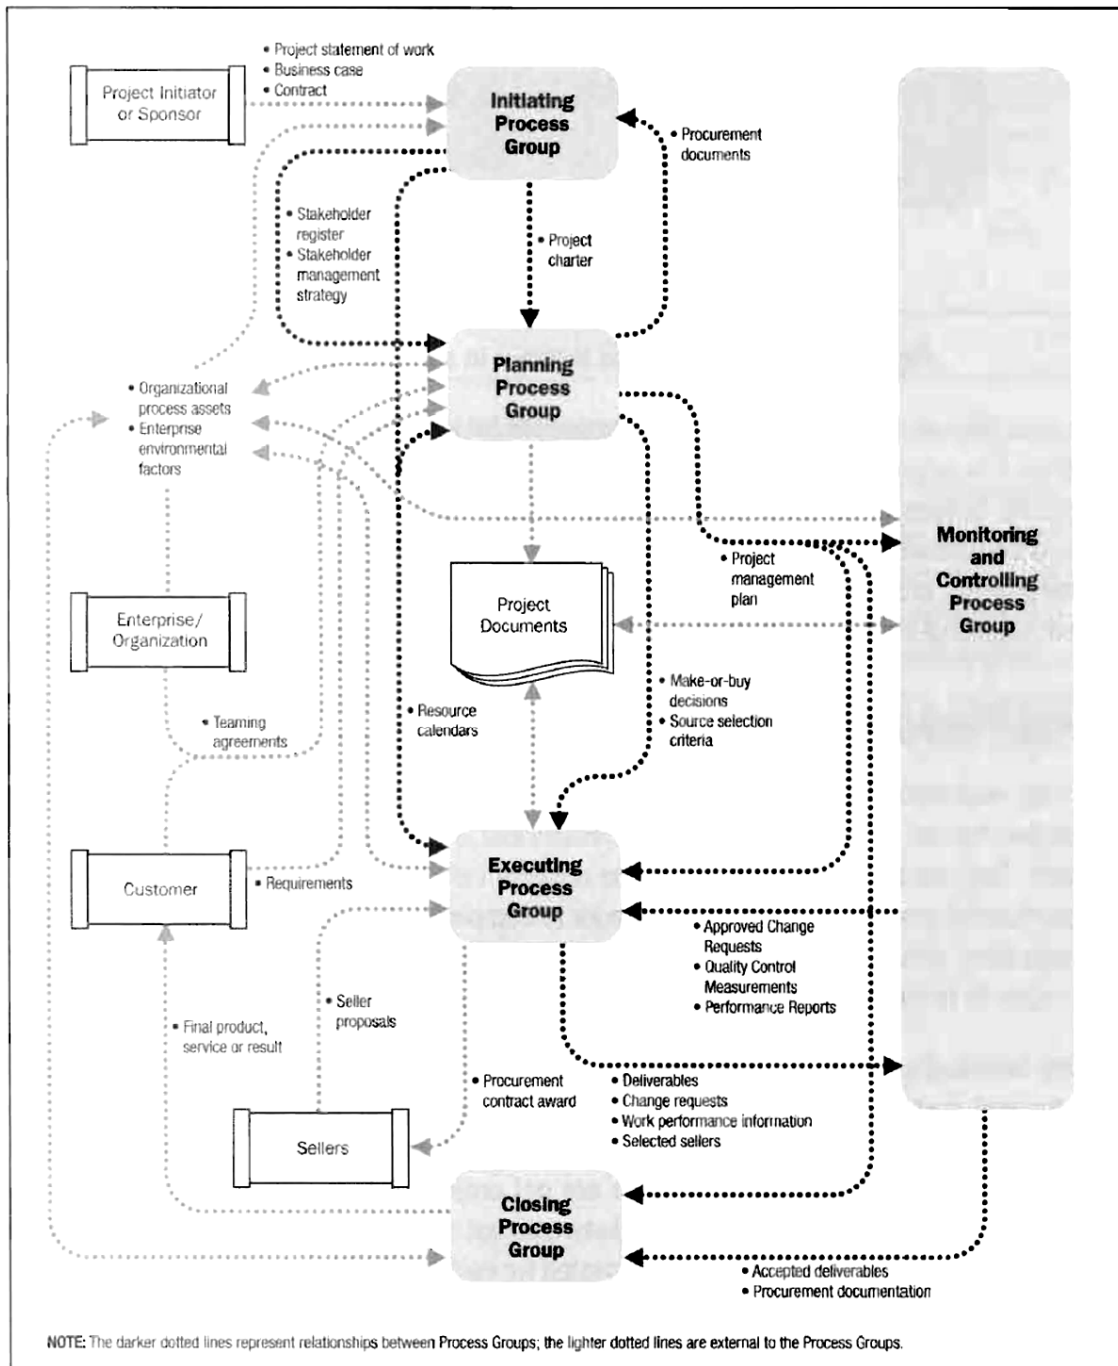 • Project statement of work
• Business case
• Contract
Project Initiator
or Sponsor
Initiating
Process
Group
• Procurement
documents
• Stakeholder
register
• Stakeholder
management
strategy
• Project
charter
Planning
Process
Group
• Organizational
process assets
• Enterprise
environmental
factors
Monitoring
and
Controlling
Process
Group
• Project
management
plan
Project
Documents
Enterprise/
Organization
• Make-or-buy
decisions
• Source selection
criteria
• Resource
calendars
• Teaming
agreements
Customer
• Requirements
Executing
Process
Group
• Approved Change
Requests
• Quality Control
Measurements
• Performance Reports
• Seller
proposals
• Final product,
service or result
• Procurement
contract award
• Deliverables
• Change requests
• Work performance information
• Selected sellers
Sellers
Closing
Process
Group
• Accepted deliverables
• Procurement documentation
NOTE: The darker dotted lines represent relationships between Process Groups; the lighter dotted lines are external to the Process Groups.